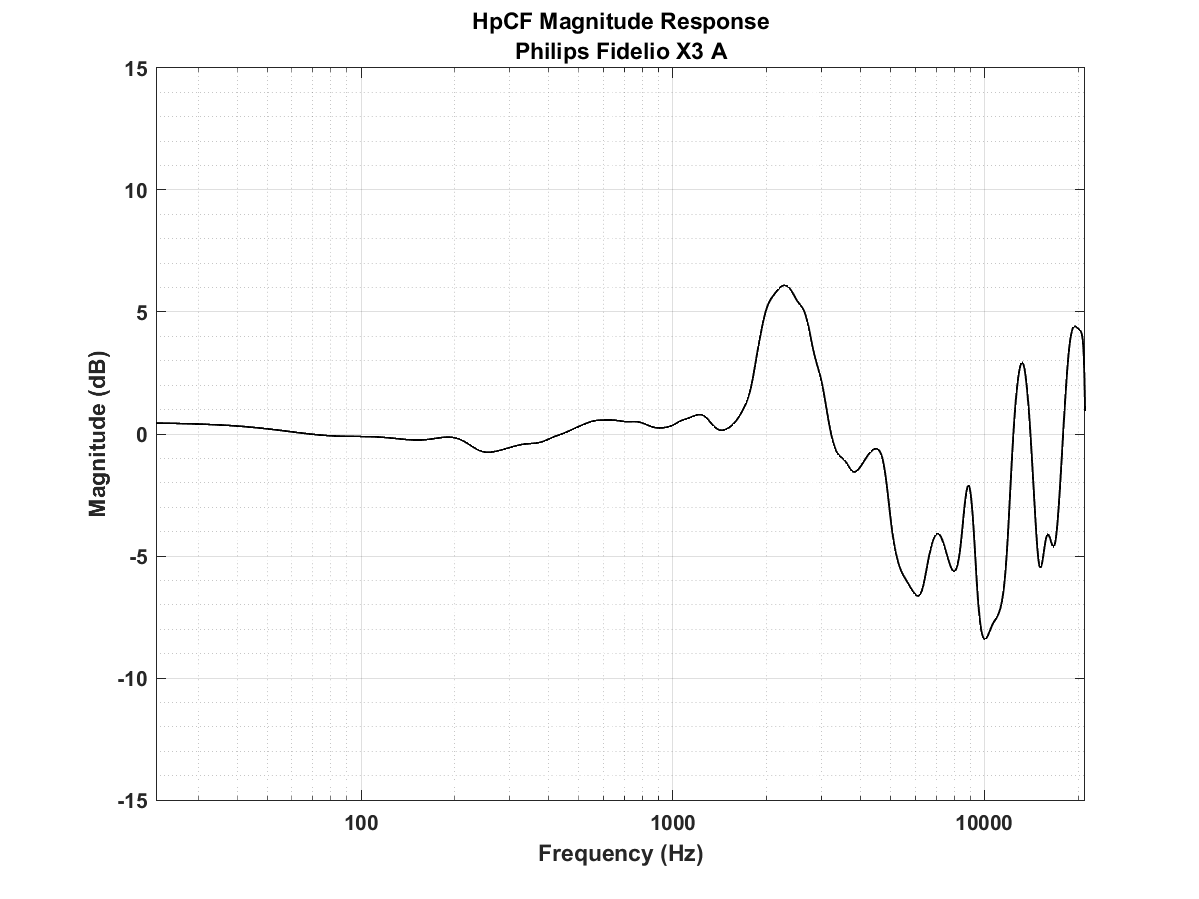 HpCF Magnitude Response
Philips Fidelio X3 A
15
10
5
0
-5
-10
-15
Magnitude (dB)
100
1000
10000
Frequency (Hz)